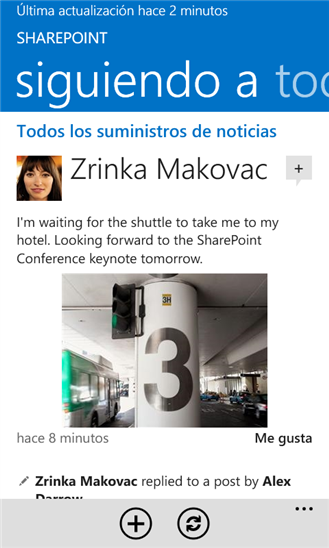 Última actualización hace 2 minutos
SHAREPOINT
siguiendo a tod
Todos los suministros de noticias
Zrinka Makovac
I'm waiting for the shuttle to take me to my
hotel. Looking forward to the SharePoint
Conference keynote tomorrow.
3H
3
hace 8 minutos Me gusta
Zrinka Makovac replied to a post by Alex
Darrow